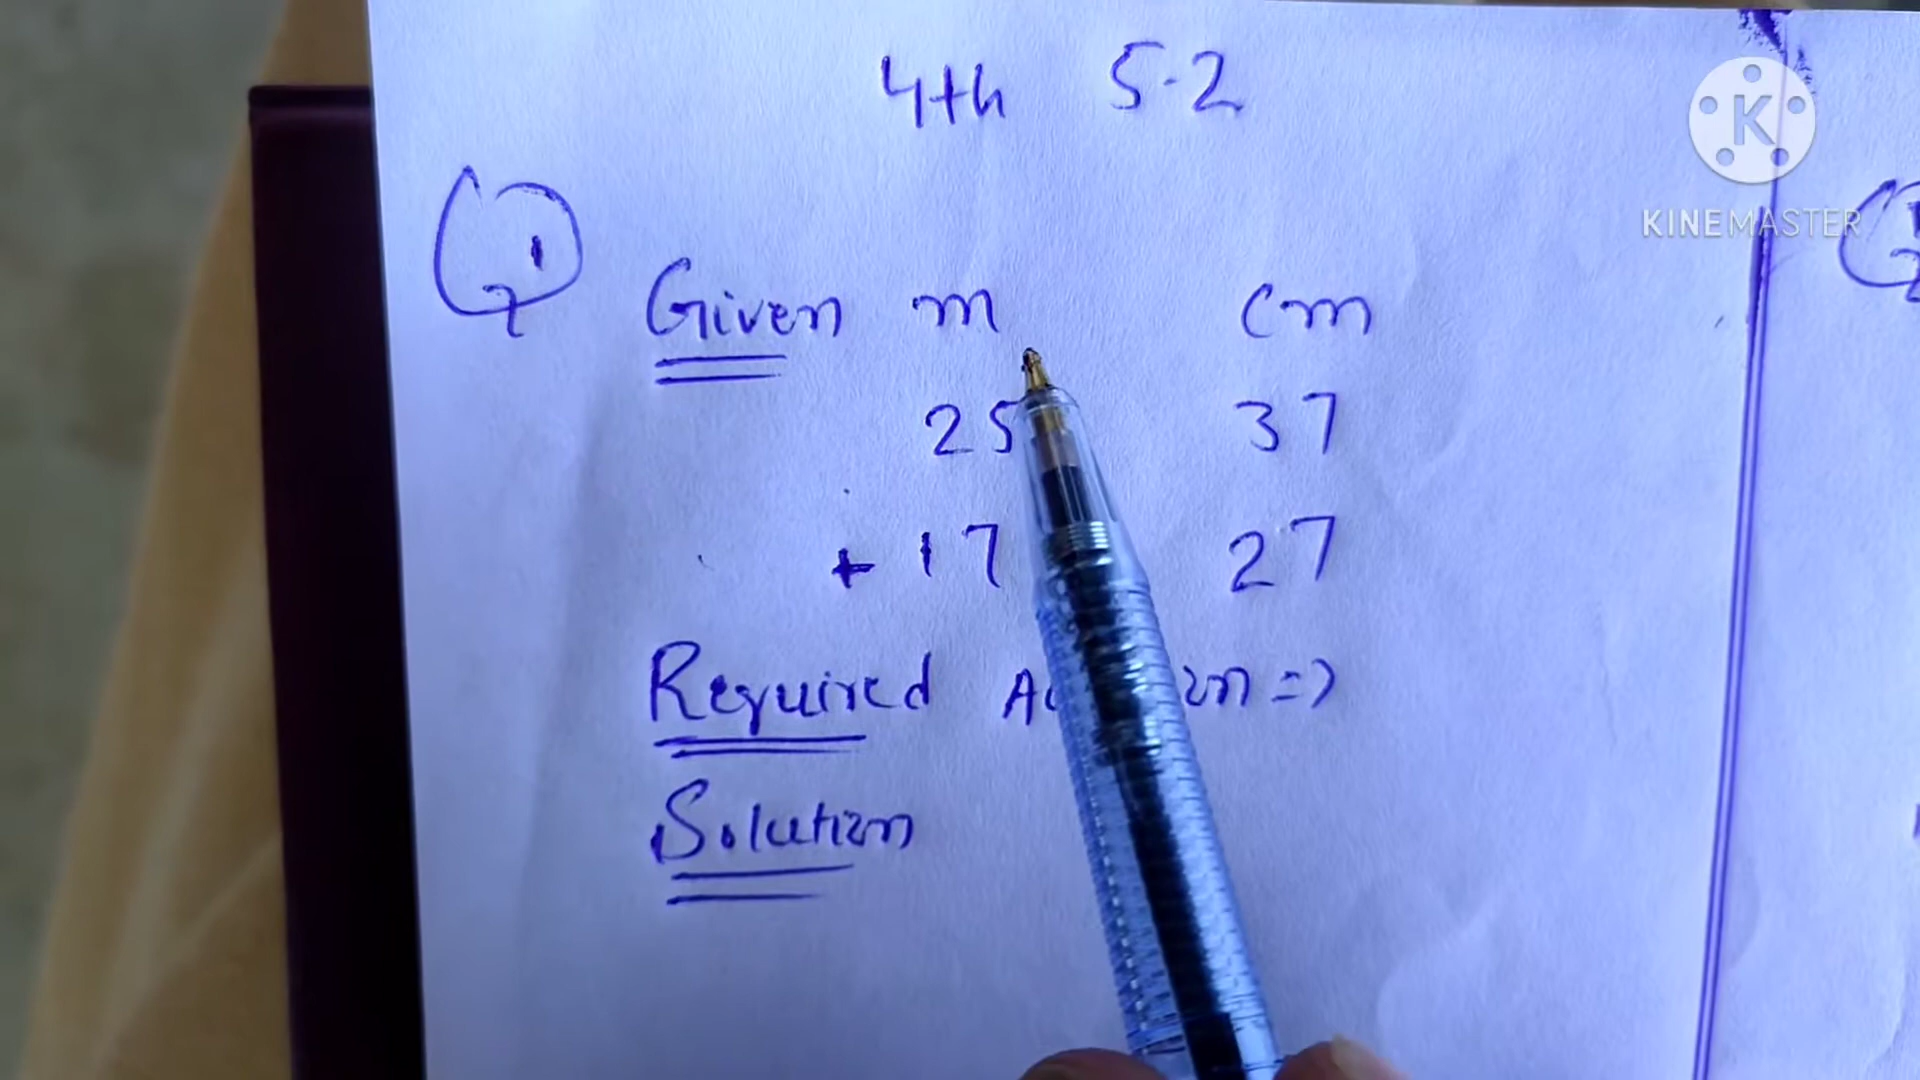 4th 5.2
KINEMASTER
Q1
Given m cm
25 37
+ 17 27
Required
Solution